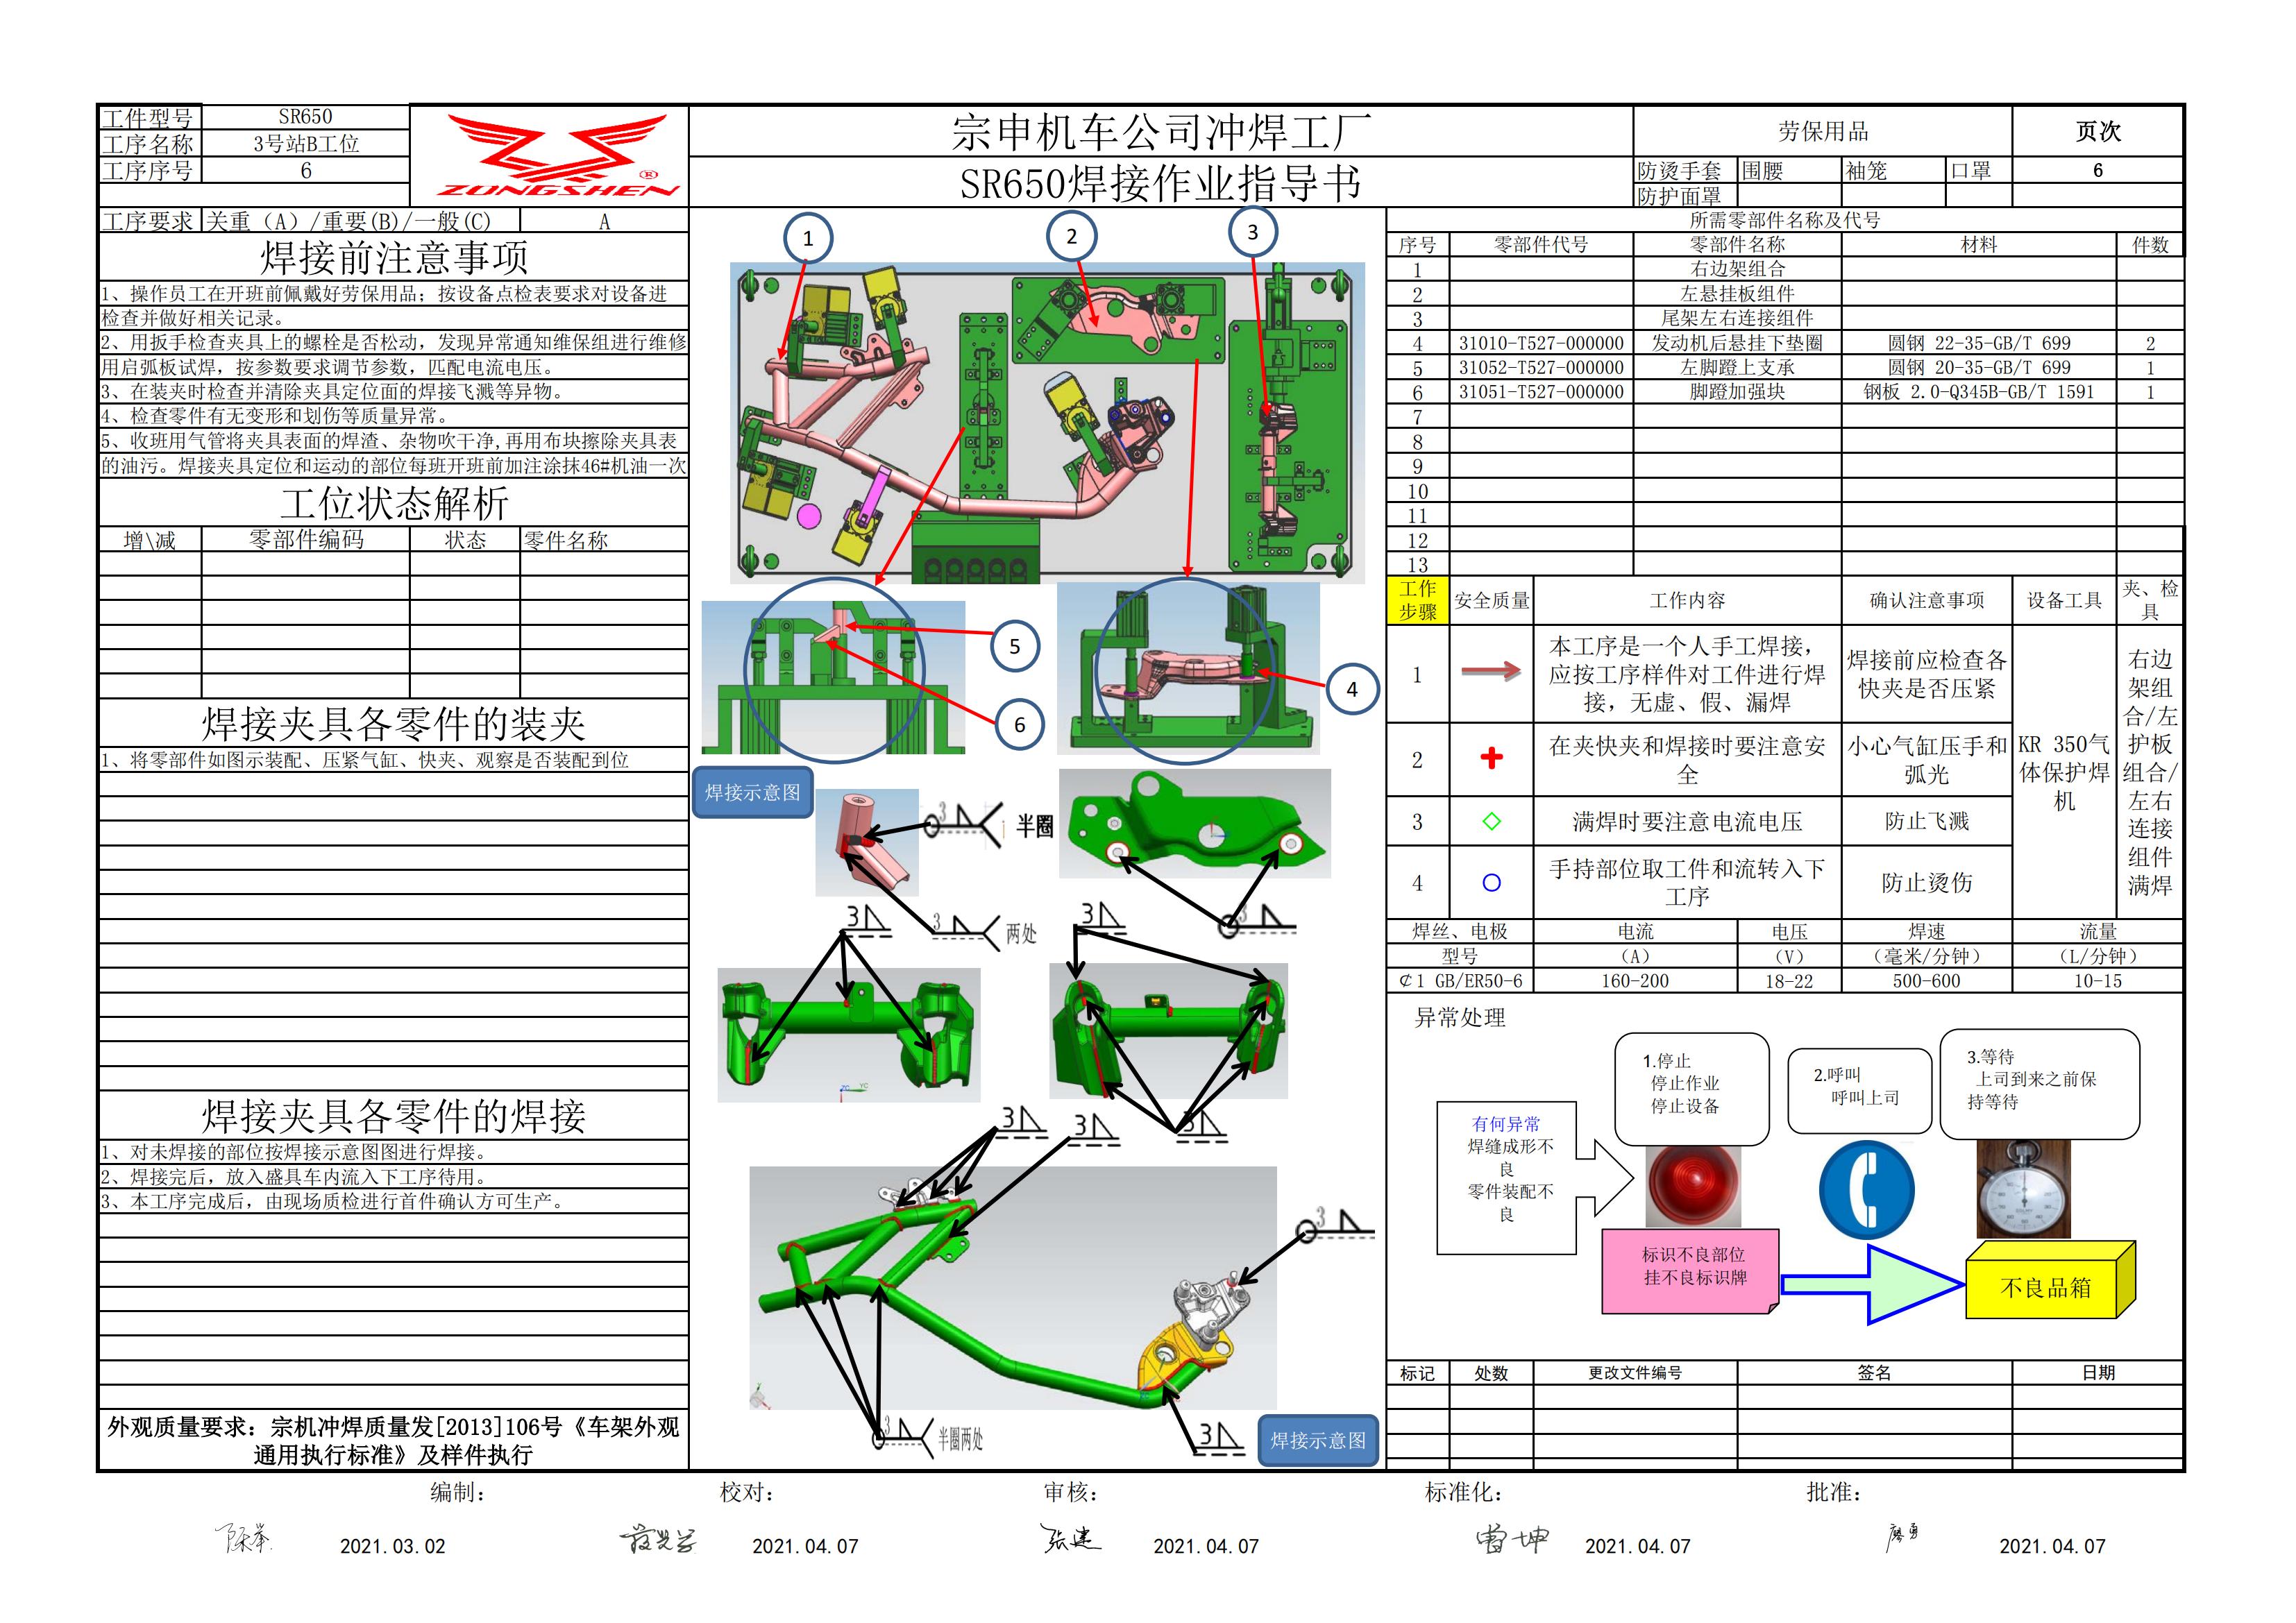 工件型号 SR650
工序名称 3号站B工位
工序序号 6
ZONGSHEN ®
宗申机车公司冲焊工厂
SR650焊接作业指导书
劳保用品 页次
防烫手套 围腰 袖笼 口罩 6
防护面罩
工序要求 关重（A）/重要(B)/一般(C) A
焊接前注意事项
1、操作员工在开班前佩戴好劳保用品；按设备点检表要求对设备进
检查并做好相关记录。
2、用扳手检查夹具上的螺栓是否松动，发现异常通知维保组进行维修
用启弧板试焊，按参数要求调节参数，匹配电流电压。
3、在装夹时检查并清除夹具定位面的焊接飞溅等异物。
4、检查零件有无变形和划伤等质量异常。
5、收班用气管将夹具表面的焊渣、杂物吹干净,再用布块擦除夹具表
的油污。焊接夹具定位和运动的部位每班开班前加注涂抹46#机油一次
工位状态解析
增\减 零部件编码 状态 零件名称
焊接夹具各零件的装夹
1、将零部件如图示装配、压紧气缸、快夹、观察是否装配到位
焊接夹具各零件的焊接
1、对未焊接的部位按焊接示意图图进行焊接。
2、焊接完后，放入盛具车内流入下工序待用。
3、本工序完成后，由现场质检进行首件确认方可生产。
外观质量要求：宗机冲焊质量发[2013]106号《车架外观
通用执行标准》及样件执行
1
2
3
5
4
6
焊接示意图
3 半圈
3 两处
3
3
3
3
3
3
3
3 半圈两处
3
焊接示意图
所需零部件名称及代号
序号 零部件代号 零部件名称 材料 件数
1 右边架组合
2 左悬挂板组件
3 尾架左右连接组件
4 31010-T527-000000 发动机后悬挂下垫圈 圆钢 22-35-GB/T 699 2
5 31052-T527-000000 左脚蹬上支承 圆钢 20-35-GB/T 699 1
6 31051-T527-000000 脚蹬加强块 钢板 2.0-Q345B-GB/T 1591 1
7
8
9
10
11
12
13
工作
步骤 安全质量 工作内容 确认注意事项 设备工具 夹、检
具
1 本工序是一个人手工焊接，
应按工序样件对工件进行焊
接，无虚、假、漏焊
焊接前应检查各
快夹是否压紧
2 在夹快夹和焊接时要注意安
全
小心气缸压手和
弧光
3 满焊时要注意电流电压 防止飞溅
4 手持部位取工件和流转入下
工序
防止烫伤
KR 350气
体保护焊
机
右边
架组
合/左
护板
组合/
左右
连接
组件
满焊
焊丝、电极 电流 电压 焊速 流量
型号 （A） （V） （毫米/分钟） （L/分钟）
¢1 GB/ER50-6 160-200 18-22 500-600 10-15
异常处理
有何异常
焊缝成形不
良
零件装配不
良
1.停止
停止作业
停止设备
2.呼叫
呼叫上司
3.等待
上司到来之前保
持等待
标识不良部位
挂不良标识牌
不良品箱
标记 处数 更改文件编号 签名 日期
编制： 校对： 审核： 标准化： 批准：
2021.03.02 张建 2021.04.07 2021.04.07 雷坤 2021.04.07 廖勇 2021.04.07